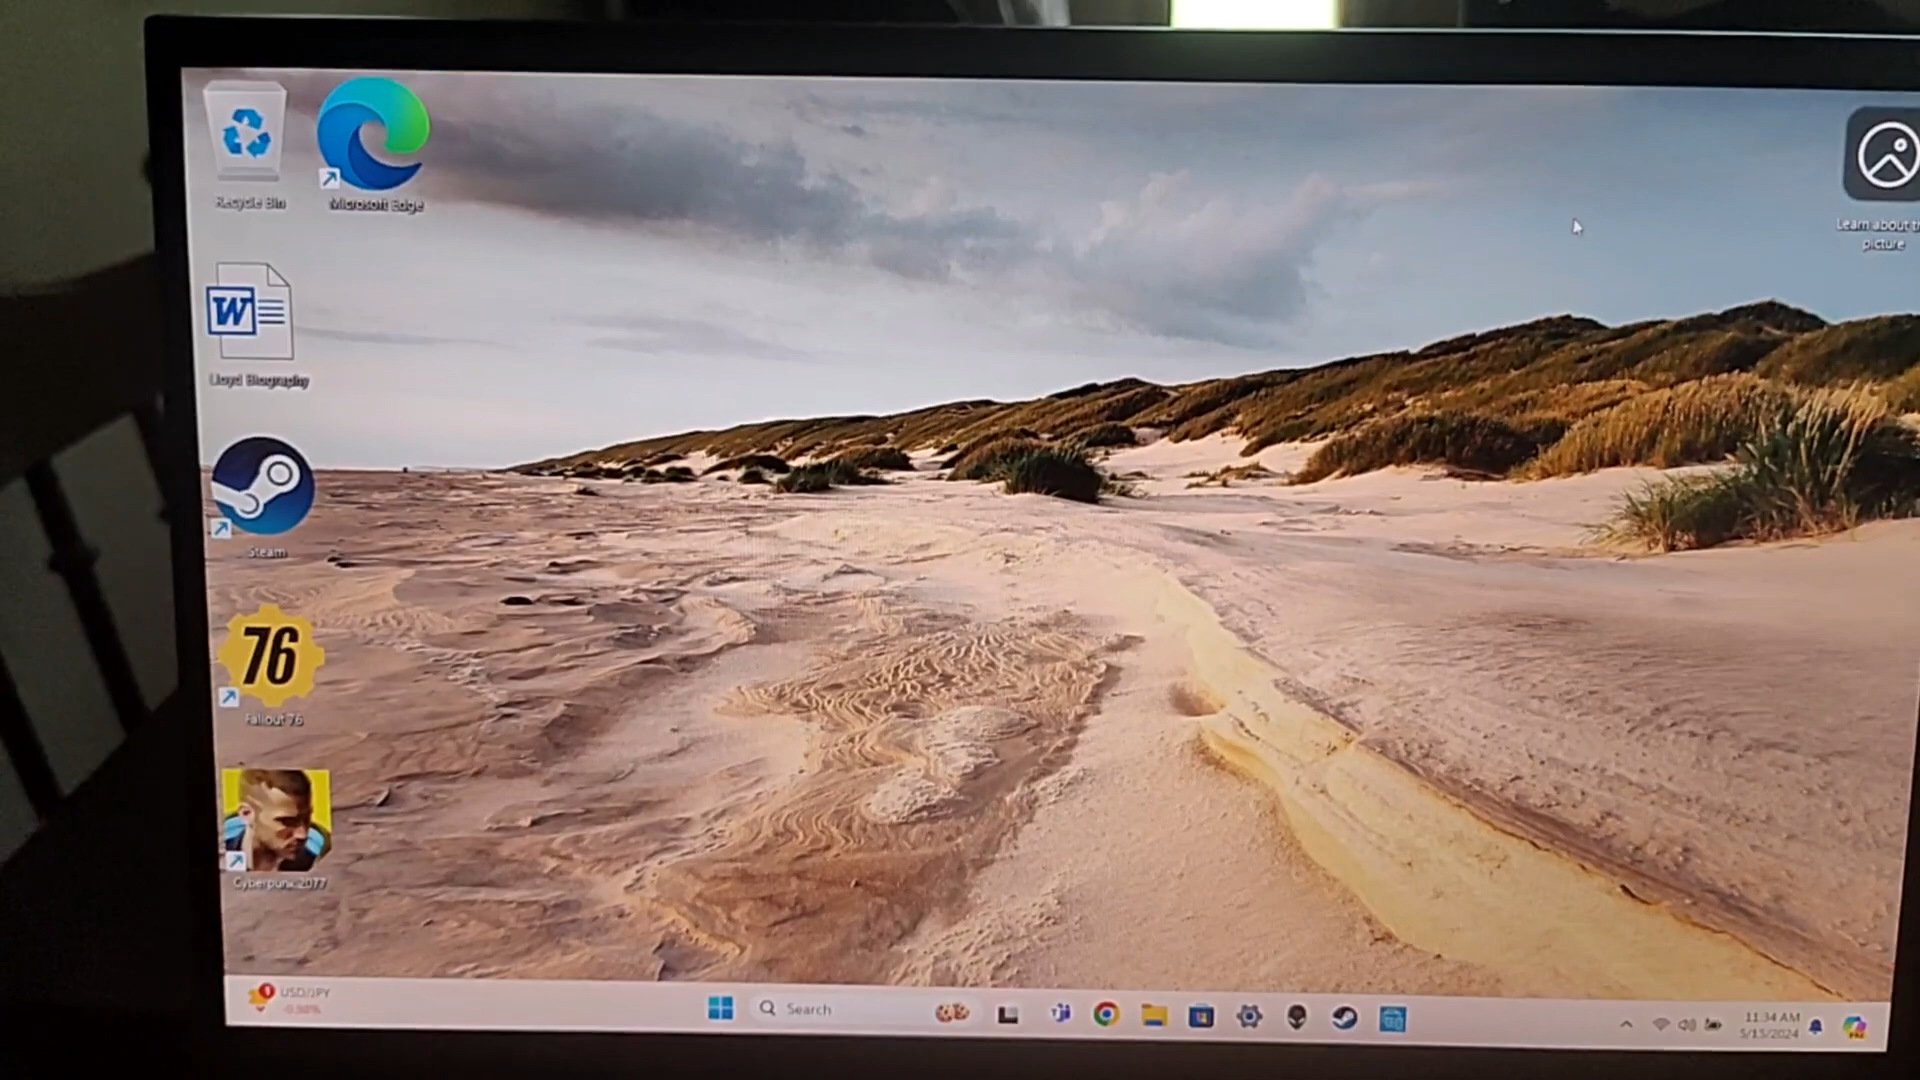 Recycle Bin
Microsoft Edge
W
Lloyd Biography
Steam
76
Fallout 76
Cyberpunk 2077
Learn about th
picture
USD/JPY
Search
11:34 AM
5/15/2024